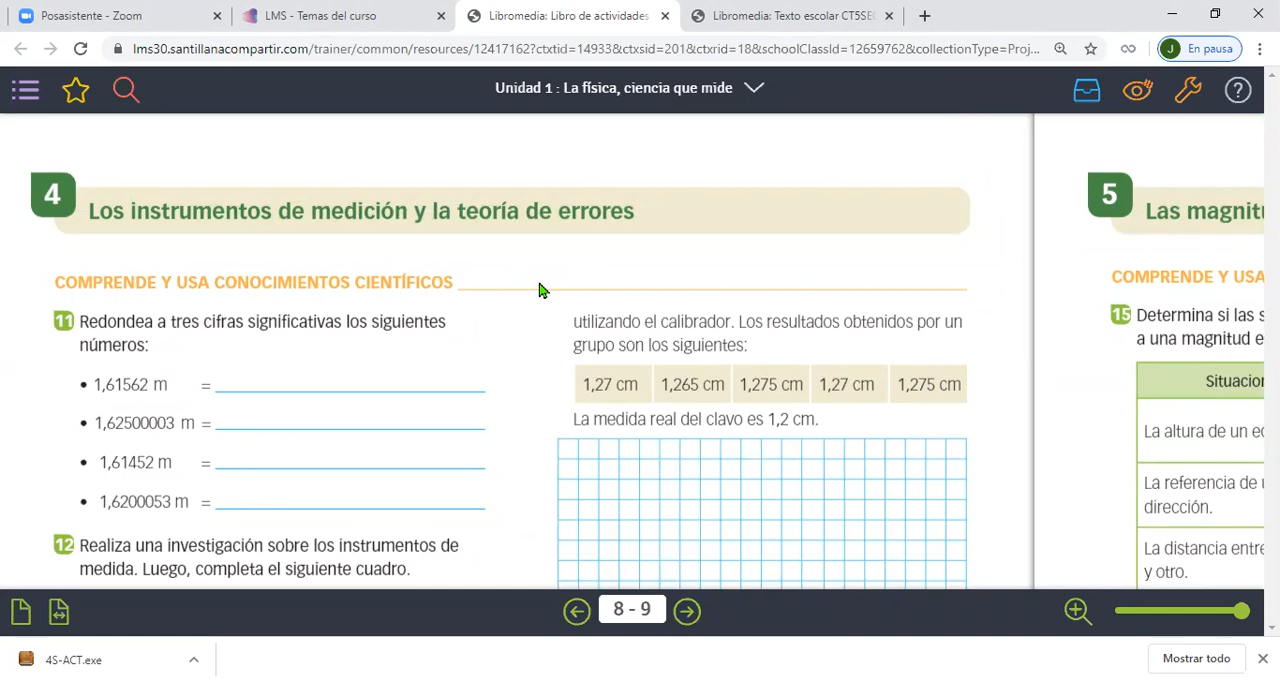 Posasistente - Zoom
LMS - Temas del curso
Libromedia: Libro de actividades
Libromedia: Texto escolar CT5SEC
lms30.santillanacompartir.com/trainer/common/resources/12417162?ctxtid=14933&ctxsid=201&ctxrid=18&schoolClassId=12659762&collectionType=Proj...
J En pausa
Unidad 1 : La física, ciencia que mide
4
Los instrumentos de medición y la teoría de errores
COMPRENDE Y USA CONOCIMIENTOS CIENTÍFICOS
11 Redondea a tres cifras significativas los siguientes
números:
• 1,61562 m =
• 1,62500003 m =
• 1,61452 m =
• 1,6200053 m =
12 Realiza una investigación sobre los instrumentos de
medida. Luego, completa el siguiente cuadro.
utilizando el calibrador. Los resultados obtenidos por un
grupo son los siguientes:
1,27 cm 1,265 cm 1,275 cm 1,27 cm 1,275 cm
La medida real del clavo es 1,2 cm.
5
Las magnit
COMPRENDE Y USA
15 Determina si las s
a una magnitud e
Situacion
La altura de un e
La referencia de
dirección.
La distancia entre
y otro.
8 - 9
4S-ACT.exe
Mostrar todo